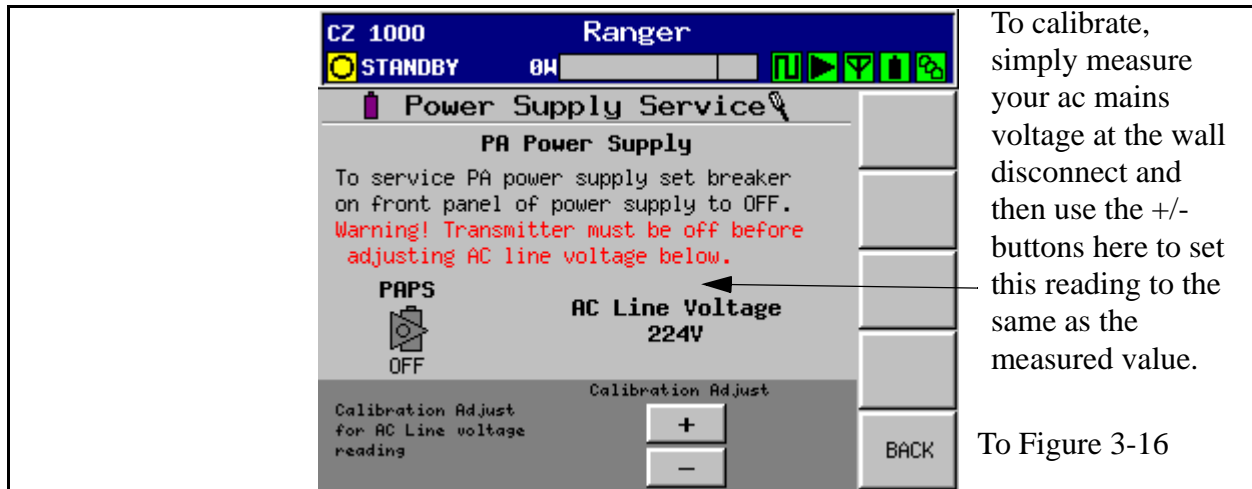 CZ 1000 Ranger
STANDBY 0W
Power Supply Service
PA Power Supply
To service PA power supply set breaker
on front panel of power supply to OFF.
Warning! Transmitter must be off before
adjusting AC line voltage below.
PAPS
OFF
AC Line Voltage
224V
Calibration Adjust
for AC Line voltage
reading
Calibration Adjust
+
–
BACK
To calibrate,
simply measure
your ac mains
voltage at the wall
disconnect and
then use the +/-
buttons here to set
this reading to the
same as the
measured value.
To Figure 3-16